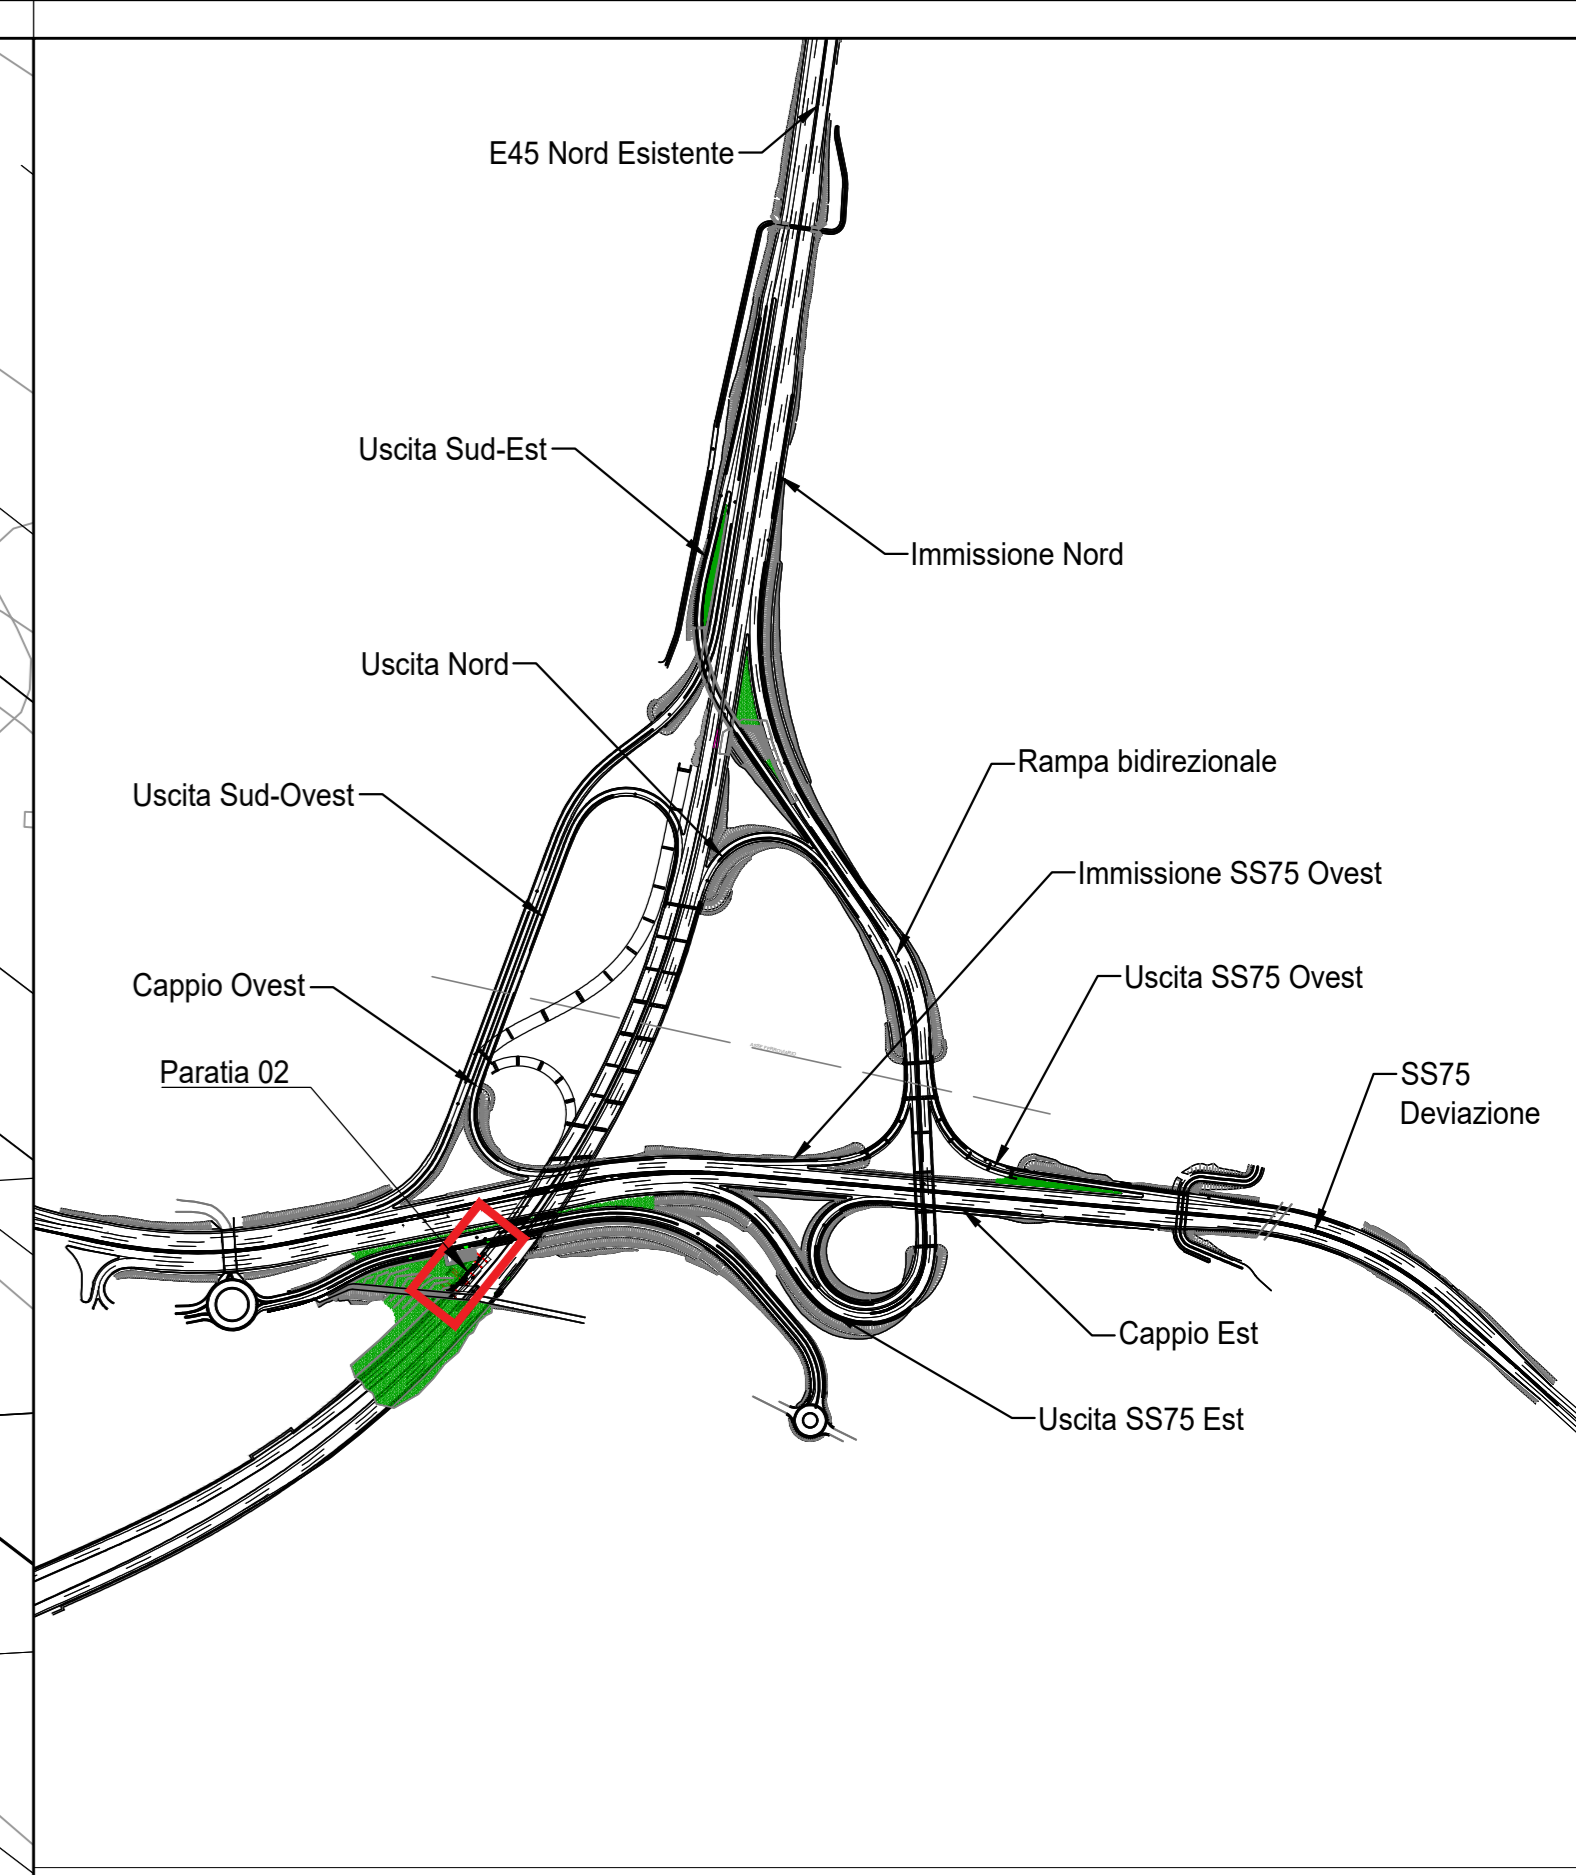 E45 Nord Esistente
Uscita Sud-Est
Immissione Nord
Uscita Nord
Rampa bidirezionale
Uscita Sud-Ovest
Immissione SS75 Ovest
Cappio Ovest
Uscita SS75 Ovest
Paratia 02
SS75
Deviazione
Cappio Est
Uscita SS75 Est